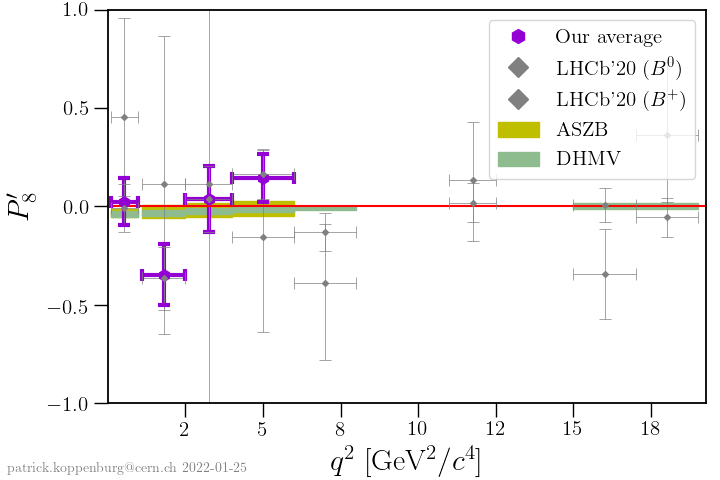 1.0
0.5
0.0
−0.5
−1.0
P′8
Our average
LHCb'20 (B⁰)
LHCb'20 (B⁺)
ASZB
DHMV
2 5 8 10 12 15 18
q² [GeV²/c⁴]
patrick.koppenburg@cern.ch 2022-01-25